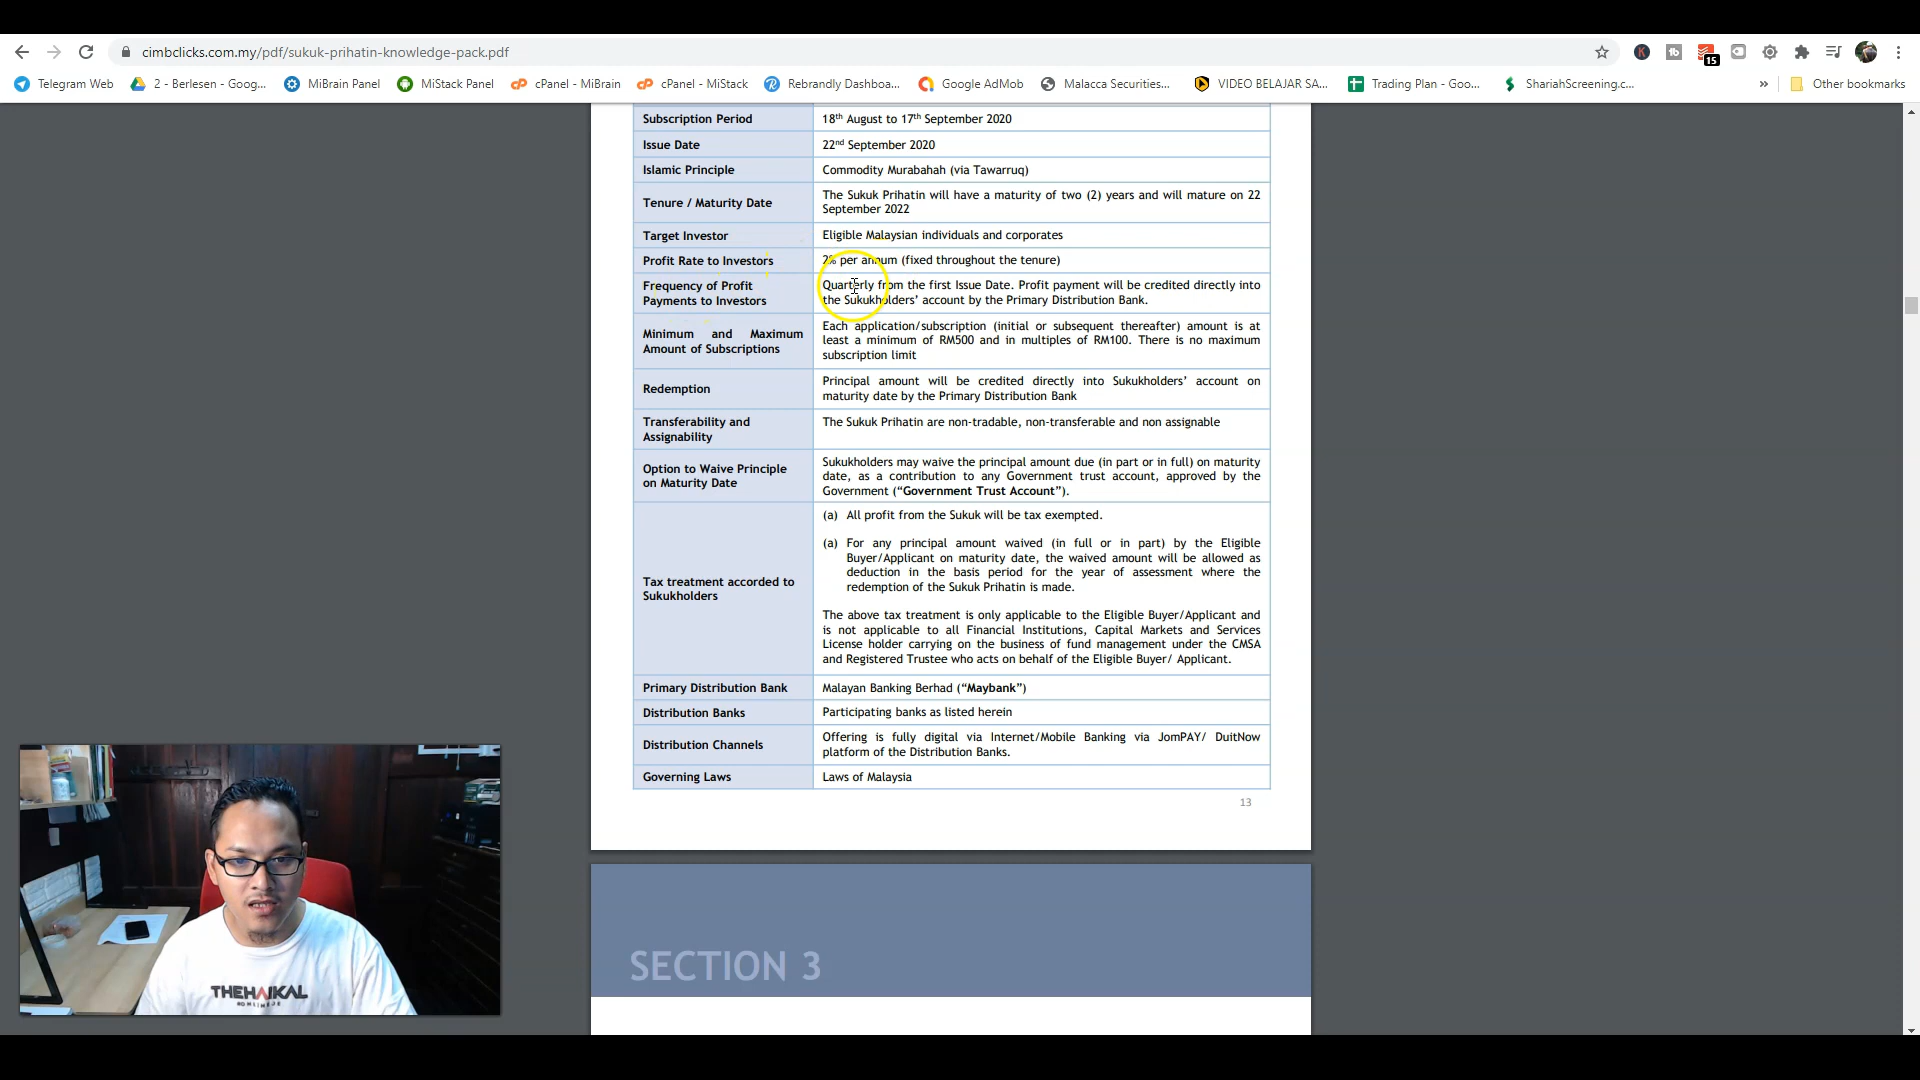 cimbclicks.com.my/pdf/sukuk-prihatin-knowledge-pack.pdf
15
Telegram Web
2 - Berlesen - Goog...
MiBrain Panel
MiStack Panel
cPanel - MiBrain
cPanel - MiStack
Rebrandly Dashboa...
Google AdMob
Malacca Securities...
VIDEO BELAJAR SA...
Trading Plan - Goo...
ShariahScreening.c...
»
Other bookmarks
Subscription Period
18th August to 17th September 2020
Issue Date
22nd September 2020
Islamic Principle
Commodity Murabahah (via Tawarruq)
Tenure / Maturity Date
The Sukuk Prihatin will have a maturity of two (2) years and will mature on 22
September 2022
Target Investor
Eligible Malaysian individuals and corporates
Profit Rate to Investors
2% per annum (fixed throughout the tenure)
Frequency of Profit
Payments to Investors
Quarterly from the first Issue Date. Profit payment will be credited directly into
the Sukukholders’ account by the Primary Distribution Bank.
Minimum and Maximum
Amount of Subscriptions
Each application/subscription (initial or subsequent thereafter) amount is at
least a minimum of RM500 and in multiples of RM100. There is no maximum
subscription limit
Redemption
Principal amount will be credited directly into Sukukholders’ account on
maturity date by the Primary Distribution Bank
Transferability and
Assignability
The Sukuk Prihatin are non-tradable, non-transferable and non assignable
Option to Waive Principle
on Maturity Date
Sukukholders may waive the principal amount due (in part or in full) on maturity
date, as a contribution to any Government trust account, approved by the
Government (“Government Trust Account”).
Tax treatment accorded to
Sukukholders
(a) All profit from the Sukuk will be tax exempted.
(a) For any principal amount waived (in full or in part) by the Eligible
Buyer/Applicant on maturity date, the waived amount will be allowed as
deduction in the basis period for the year of assessment where the
redemption of the Sukuk Prihatin is made.
The above tax treatment is only applicable to the Eligible Buyer/Applicant and
is not applicable to all Financial Institutions, Capital Markets and Services
License holder carrying on the business of fund management under the CMSA
and Registered Trustee who acts on behalf of the Eligible Buyer/ Applicant.
Primary Distribution Bank
Malayan Banking Berhad (“Maybank”)
Distribution Banks
Participating banks as listed herein
Distribution Channels
Offering is fully digital via Internet/Mobile Banking via JomPAY/ DuitNow
platform of the Distribution Banks.
Governing Laws
Laws of Malaysia
13
SECTION 3
THEHAIKAL